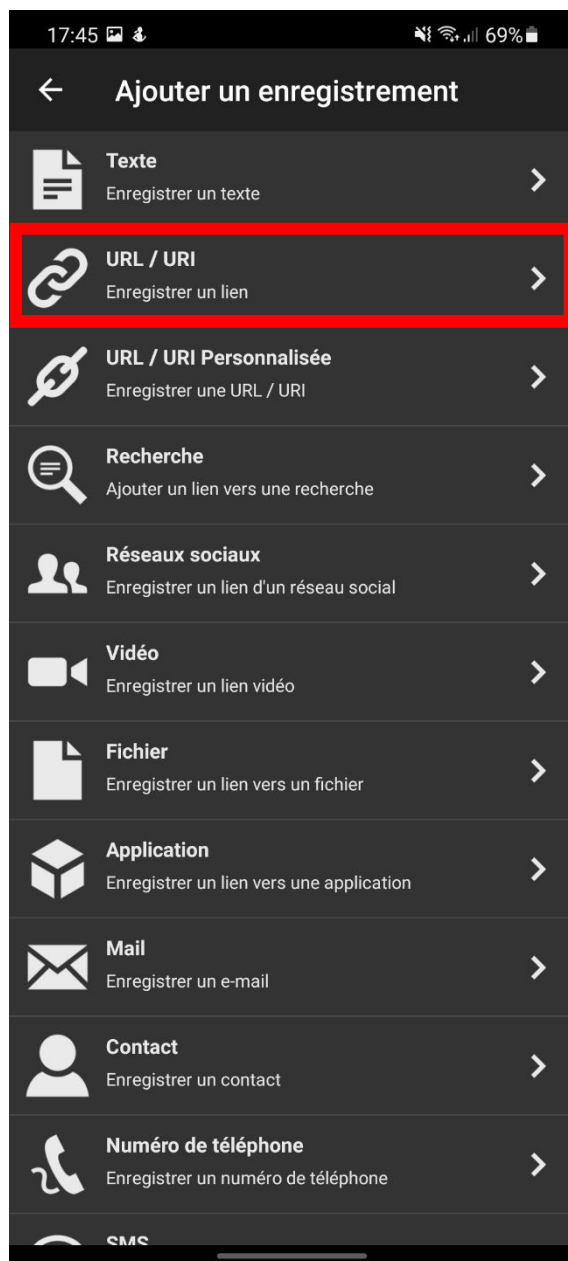 17:45 69%
Ajouter un enregistrement
Texte
Enregistrer un texte
URL / URI
Enregistrer un lien
URL / URI Personnalisée
Enregistrer une URL / URI
Recherche
Ajouter un lien vers une recherche
Réseaux sociaux
Enregistrer un lien d'un réseau social
Vidéo
Enregistrer un lien vidéo
Fichier
Enregistrer un lien vers un fichier
Application
Enregistrer un lien vers une application
Mail
Enregistrer un e-mail
Contact
Enregistrer un contact
Numéro de téléphone
Enregistrer un numéro de téléphone
SMS